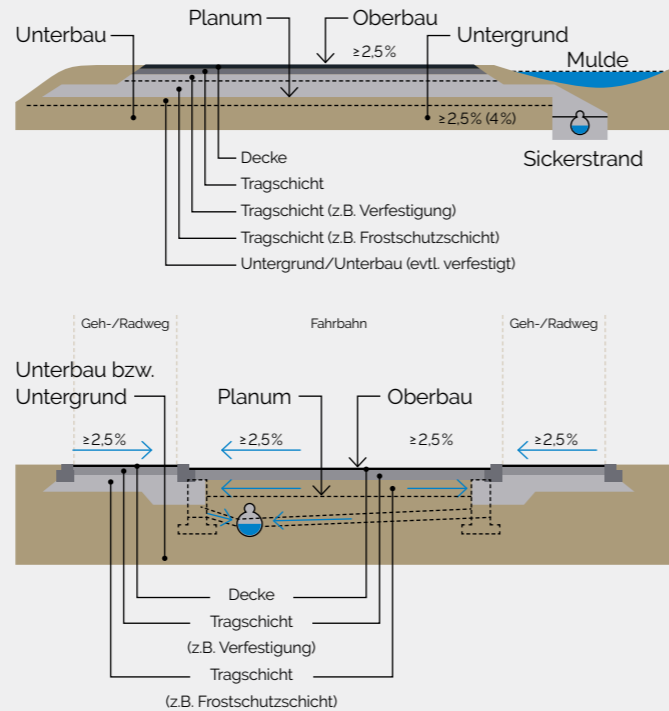 Planum
Oberbau
Unterbau
Untergrund
≥2,5%
Mulde
≥2,5% (4%)
Sickerstrand
Decke
Tragschicht
Tragschicht (z.B. Verfestigung)
Tragschicht (z.B. Frostschutzschicht)
Untergrund/Unterbau (evtl. verfestigt)
Geh-/Radweg
Fahrbahn
Geh-/Radweg
Unterbau bzw.
Untergrund
Planum
Oberbau
≥2,5%
≥2,5%
≥2,5%
≥2,5%
Decke
Tragschicht
(z.B. Verfestigung)
Tragschicht
(z.B. Frostschutzschicht)